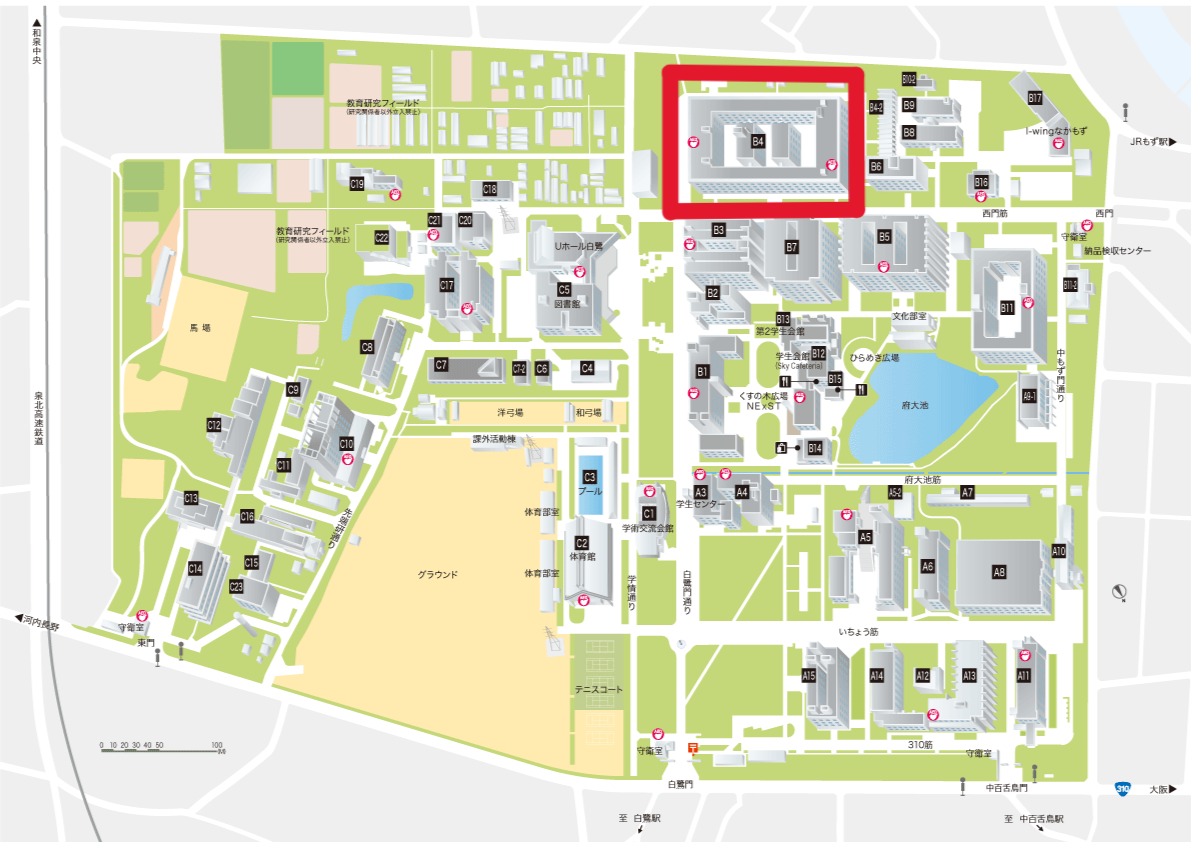 ▲和泉中央
教育研究フィールド
(研究関係者以外立入禁止)
B10-2
B4-2
B9
B17
B8
I-wingなかもず
JRもず駅▶
B4
B6
B16
C19
C18
西門筋
西門
守衛室
納品検収センター
C21
C20
教育研究フィールド
(研究関係者以外立入禁止)
C22
Uホール白鷺
B3
B7
B5
C17
C5
図書館
B2
B11
B11-2
馬場
C8
B13
第2学生会館
文化部室
学生会館
(Sky Cafeteria)
B12
ひらめき広場
中もず門通り
C7
C7-2
C6
C4
B1
B15
C9
くすの木広場
NExST
府大池
A9-1
泉北高速鉄道
洋弓場
和弓場
C12
C10
課外活動棟
B14
C11
C3
プール
府大池筋
C13
A3
A4
学生センター
A5-2
A7
C16
体育部室
C1
学術交流会館
C2
体育館
A5
A10
C14
C15
C23
体育部室
グラウンド
学情通り
白鷺門通り
A6
A8
◀河内長野
守衛室
東門
いちょう筋
テニスコート
A15
A14
A12
A13
A11
0 10 20 30 40 50 100
(M)
守衛室
310筋
守衛室
白鷺門
中百舌鳥門
310
大阪▶
至 白鷺駅
至 中百舌鳥駅